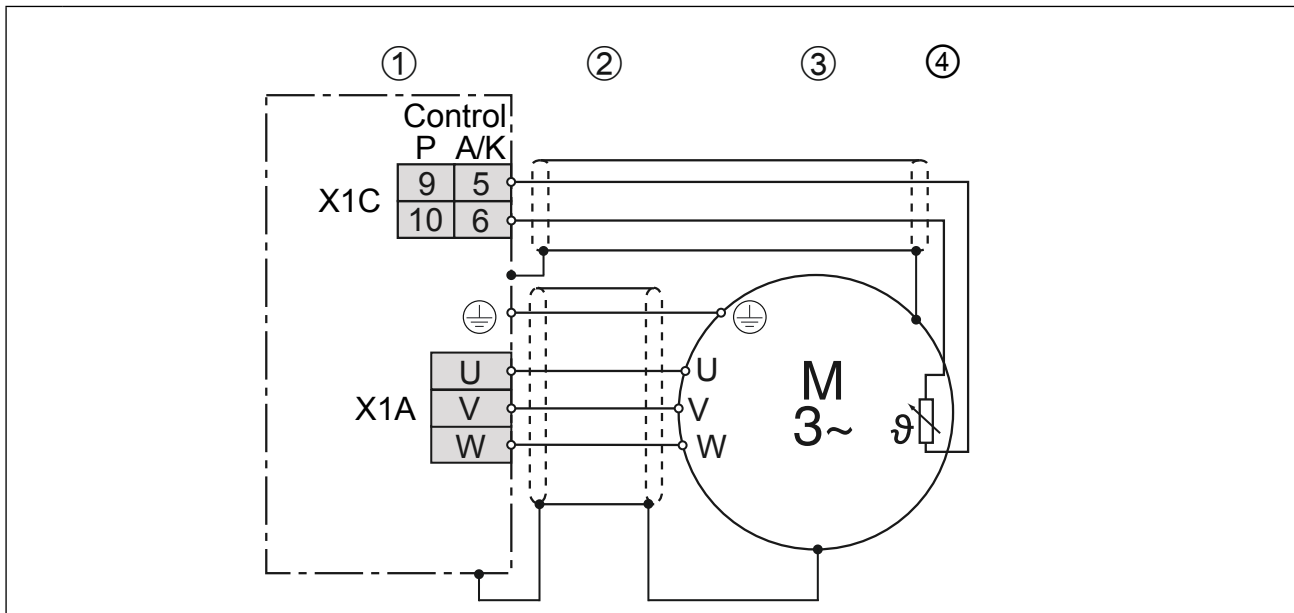 ① ② ③ ④
Control
P A/K
X1C 9 5
10 6
U U
X1A V V
W W
M
3~
ϑ